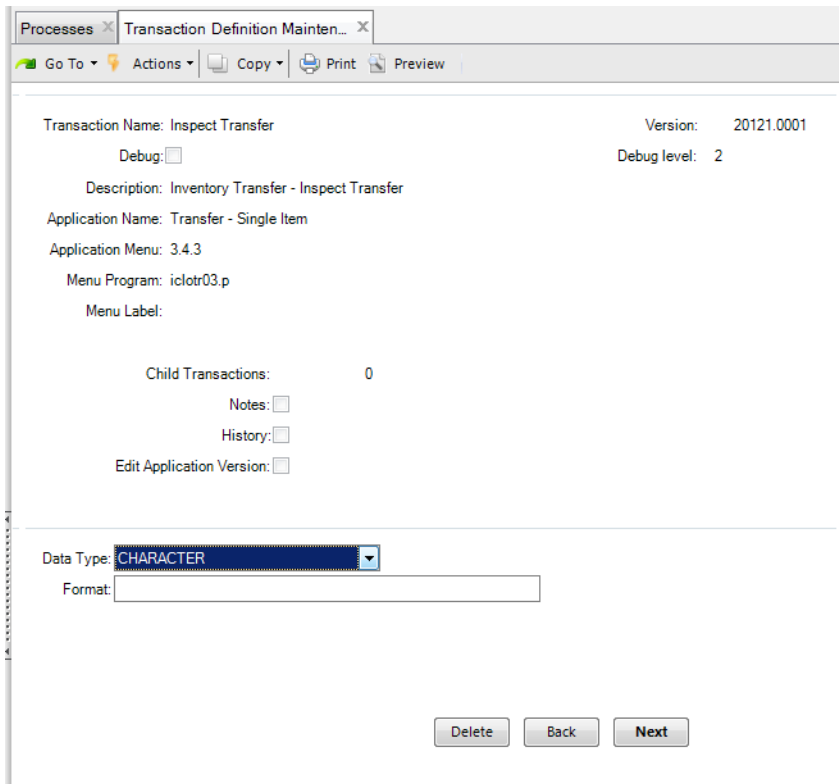 Processes Transaction Definition Mainten...
Go To Actions Copy Print Preview
Transaction Name: Inspect Transfer Version: 20121.0001
Debug: Debug level: 2
Description: Inventory Transfer - Inspect Transfer
Application Name: Transfer - Single Item
Application Menu: 3.4.3
Menu Program: iclotr03.p
Menu Label:
Child Transactions: 0
Notes:
History:
Edit Application Version:
Data Type: CHARACTER
Format:
Delete Back Next